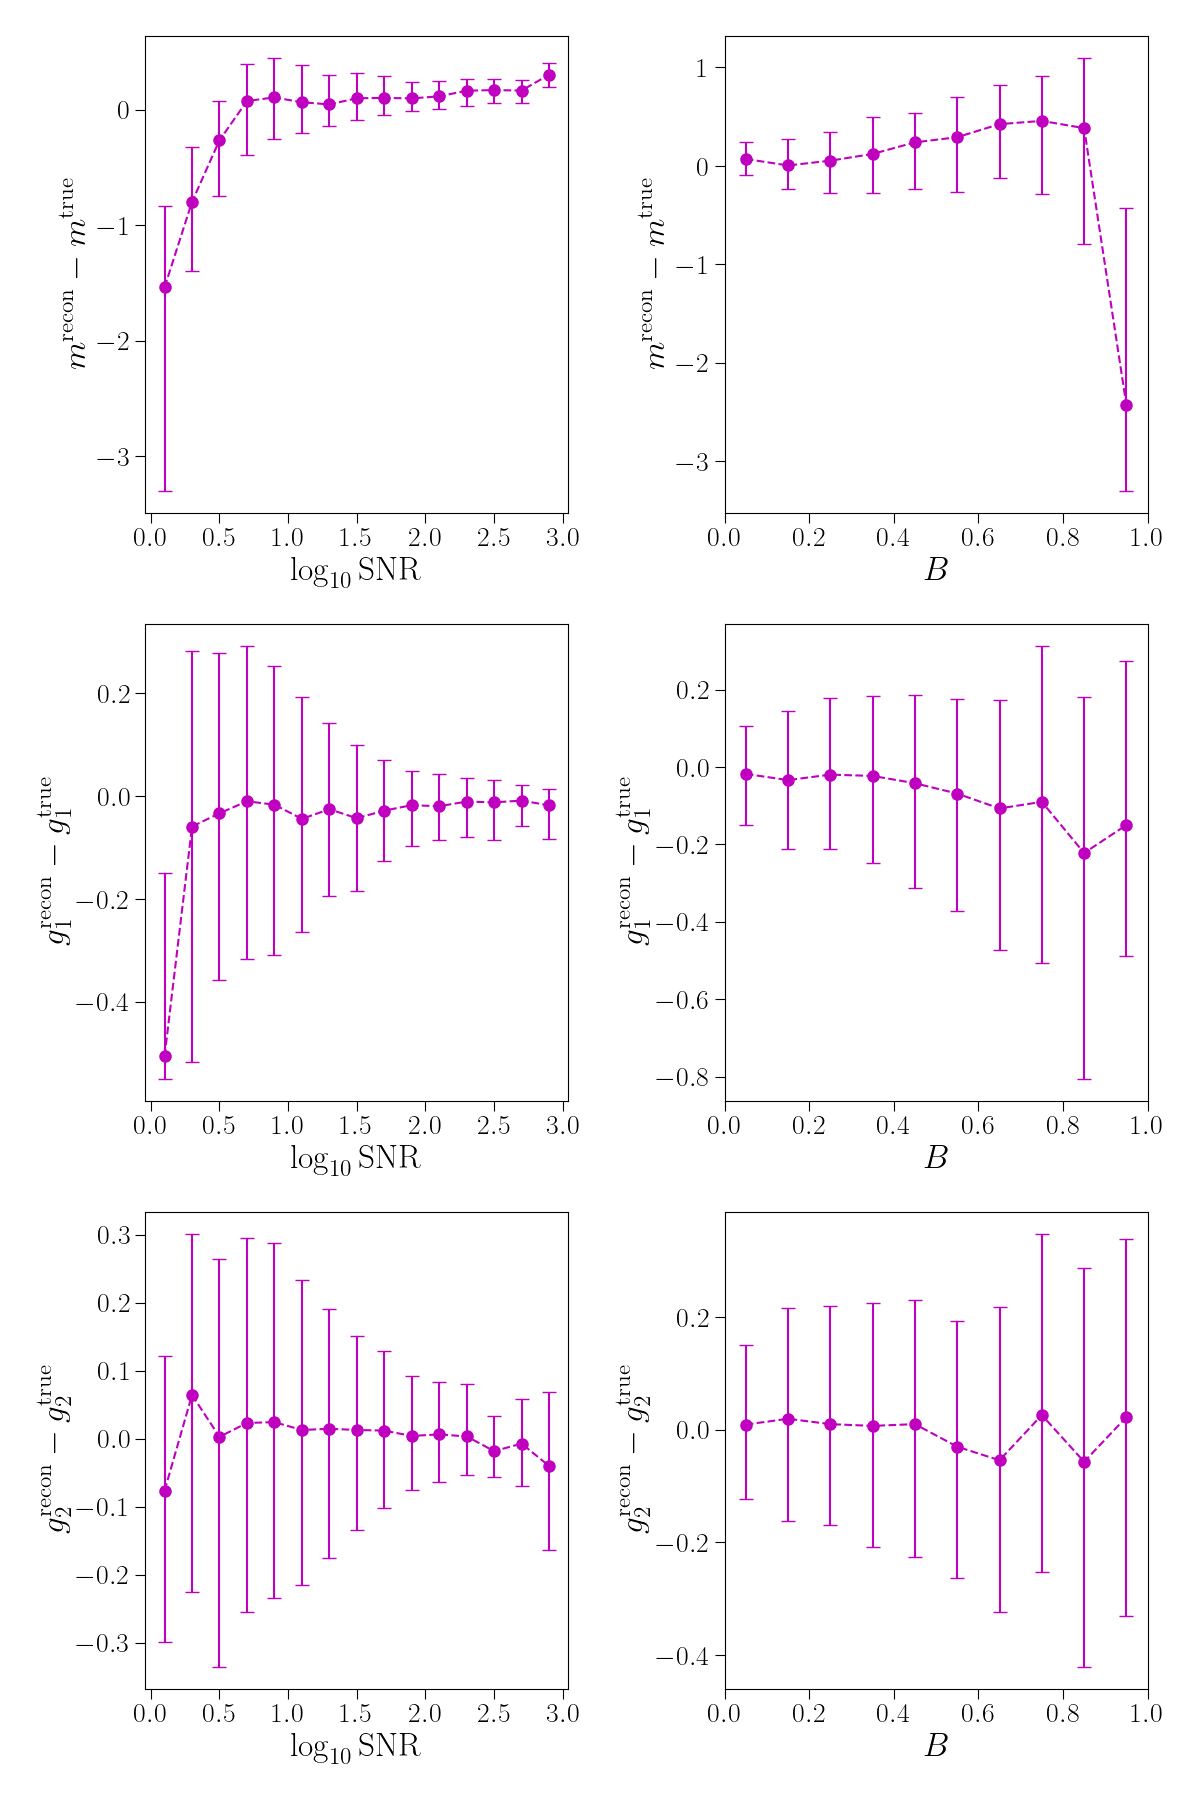 m^recon − m^true
0
−1
−2
−3
0.0 0.5 1.0 1.5 2.0 2.5 3.0
log₁₀ SNR
m^recon − m^true
1
0
−1
−2
−3
0.0 0.2 0.4 0.6 0.8 1.0
B
g₁^recon − g₁^true
0.2
0.0
−0.2
−0.4
0.0 0.5 1.0 1.5 2.0 2.5 3.0
log₁₀ SNR
g₁^recon − g₁^true
0.2
0.0
−0.2
−0.4
−0.6
−0.8
0.0 0.2 0.4 0.6 0.8 1.0
B
g₂^recon − g₂^true
0.3
0.2
0.1
0.0
−0.1
−0.2
−0.3
0.0 0.5 1.0 1.5 2.0 2.5 3.0
log₁₀ SNR
g₂^recon − g₂^true
0.2
0.0
−0.2
−0.4
0.0 0.2 0.4 0.6 0.8 1.0
B